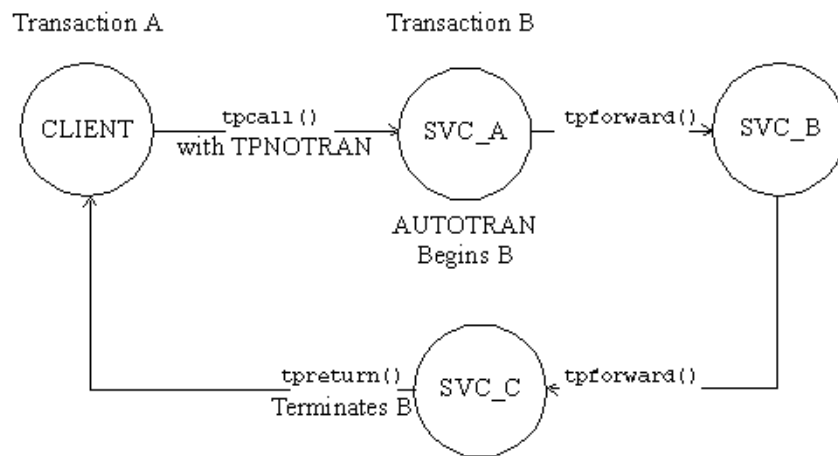 Transaction A
Transaction B
CLIENT
tpcall()
with TPNOTRAN
SVC_A
tpforward()
SVC_B
AUTOTRAN
Begins B
tpreturn()
Terminates B
SVC_C
tpforward()